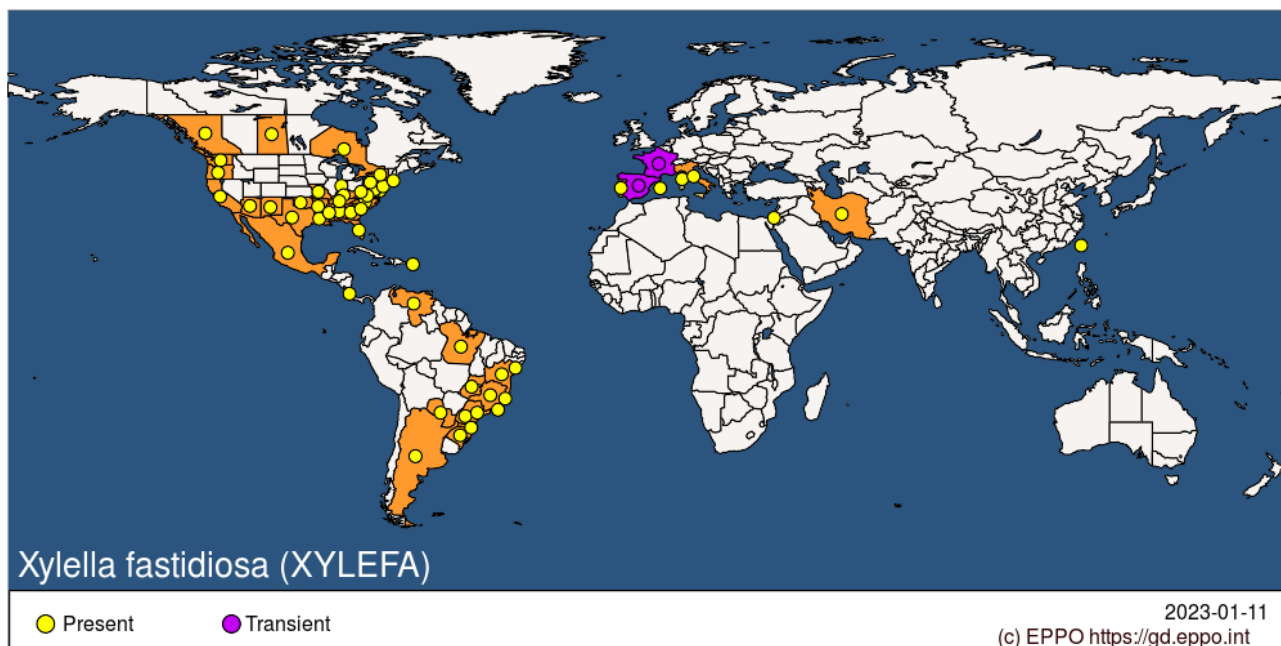 Xylella fastidiosa (XYLEFA)
Present
Transient
2023-01-11
(c) EPPO https://gd.eppo.int